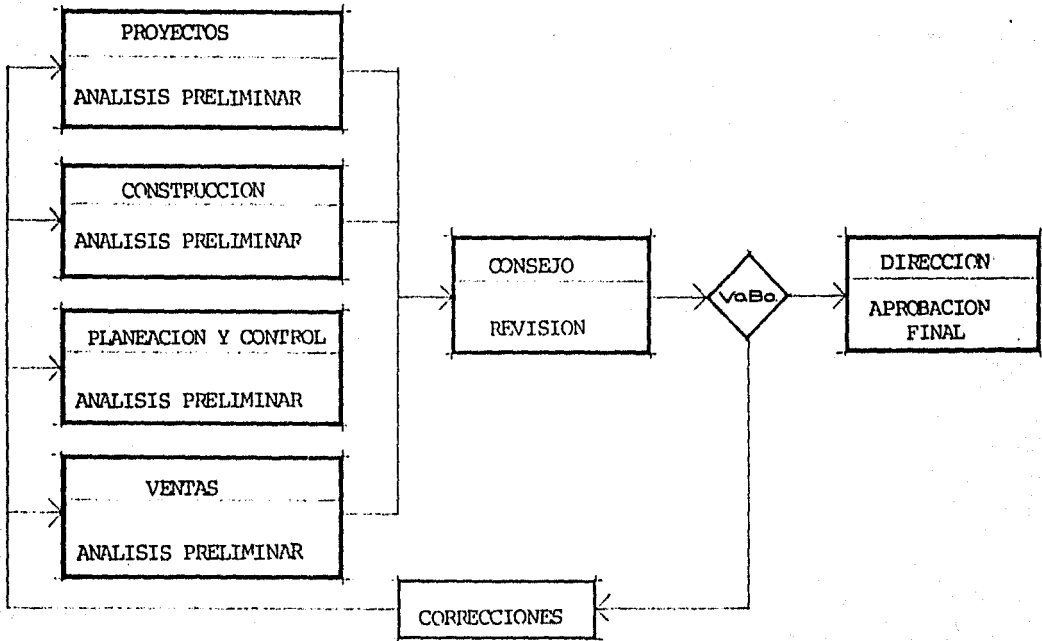 PROYECTOS
ANALISIS PRELIMINAR
CONSTRUCCION
ANALISIS PRELIMINAR
PLANEACION Y CONTROL
ANALISIS PRELIMINAR
VENTAS
ANALISIS PRELIMINAR
CONSEJO
REVISION
VoBo.
DIRECCION
APROBACION
FINAL
CORRECCIONES